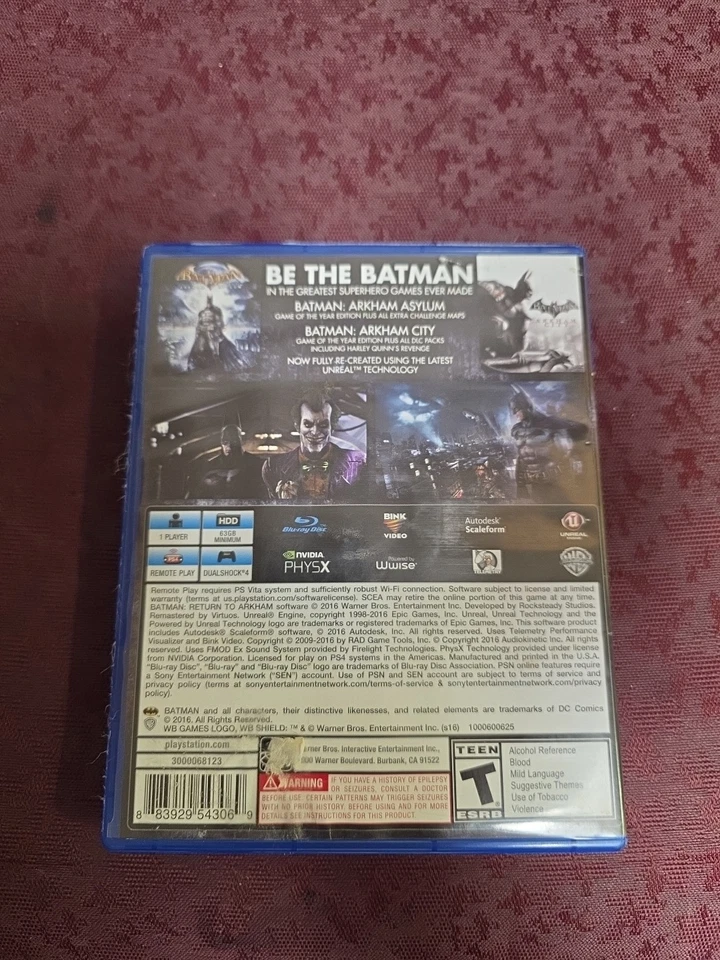 BE THE BATMAN
IN THE GREATEST SUPERHERO GAMES EVER MADE
BATMAN: ARKHAM ASYLUM
GAME OF THE YEAR EDITION PLUS ALL EXTRA CHALLENGE MAPS
BATMAN: ARKHAM CITY
GAME OF THE YEAR EDITION PLUS ALL DLC PACKS
INCLUDING HARLEY QUINN'S REVENGE
NOW FULLY RE-CREATED USING THE LATEST
UNREAL™ TECHNOLOGY
1 PLAYER
HDD
63GB
MINIMUM
Blu-ray Disc
BINK
VIDEO
Autodesk®
Scaleform®
UNREAL
PS4
REMOTE PLAY
DUALSHOCK®4
NVIDIA
PHYSX
Powered by
Wwise
Remote Play requires PS Vita system and sufficiently robust Wi-Fi connection. Software subject to license and limited
warranty (terms at us.playstation.com/softwarelicense). SCEA may retire the online portion of this game at any time.
BATMAN: RETURN TO ARKHAM software © 2016 Warner Bros. Entertainment Inc. Developed by Rocksteady Studios.
Remastered by Virtuos. Unreal® Engine, copyright 1998-2016 Epic Games, Inc. Unreal, Unreal Technology and the
Powered by Unreal Technology logo are trademarks or registered trademarks of Epic Games, Inc. This software product
includes Autodesk® Scaleform® software, © 2016 Autodesk, Inc. All rights reserved. Uses Telemetry Performance
Visualizer and Bink Video. Copyright © 2009-2016 by RAD Game Tools, Inc. © Copyright 2016 Audiokinetic Inc. All rights
reserved. Uses FMOD Ex Sound System provided by Firelight Technologies. PhysX Technology provided under license
from NVIDIA Corporation. Licensed for play on PS4 systems in the Americas. Manufactured and printed in the U.S.A.
"Blu-ray Disc", "Blu-ray" and "Blu-ray Disc" logo are trademarks of Blu-ray Disc Association. PSN online features require
a Sony Entertainment Network ("SEN") account. Use of PSN and SEN account are subject to terms of service and
privacy policy (terms at sonyentertainmentnetwork.com/terms-of-service & sonyentertainmentnetwork.com/privacy
policy).
BATMAN and all characters, their distinctive likenesses, and related elements are trademarks of DC Comics
© 2016. All Rights Reserved.
WB GAMES LOGO, WB SHIELD: ™ & © Warner Bros. Entertainment Inc. (s16) 1000600625
playstation.com
3000068123
8 83929 54306 9
Bros. Interactive Entertainment Inc.,
Warner Boulevard, Burbank, CA 91522
WARNING
IF YOU HAVE A HISTORY OF EPILEPSY
OR SEIZURES, CONSULT A DOCTOR
BEFORE USE. CERTAIN PATTERNS MAY TRIGGER SEIZURES
WITH NO PRIOR HISTORY. BEFORE USING AND FOR MORE
DETAILS SEE INSTRUCTIONS FOR THIS PRODUCT.
TEEN
T
ESRB
Alcohol Reference
Blood
Mild Language
Suggestive Themes
Use of Tobacco
Violence